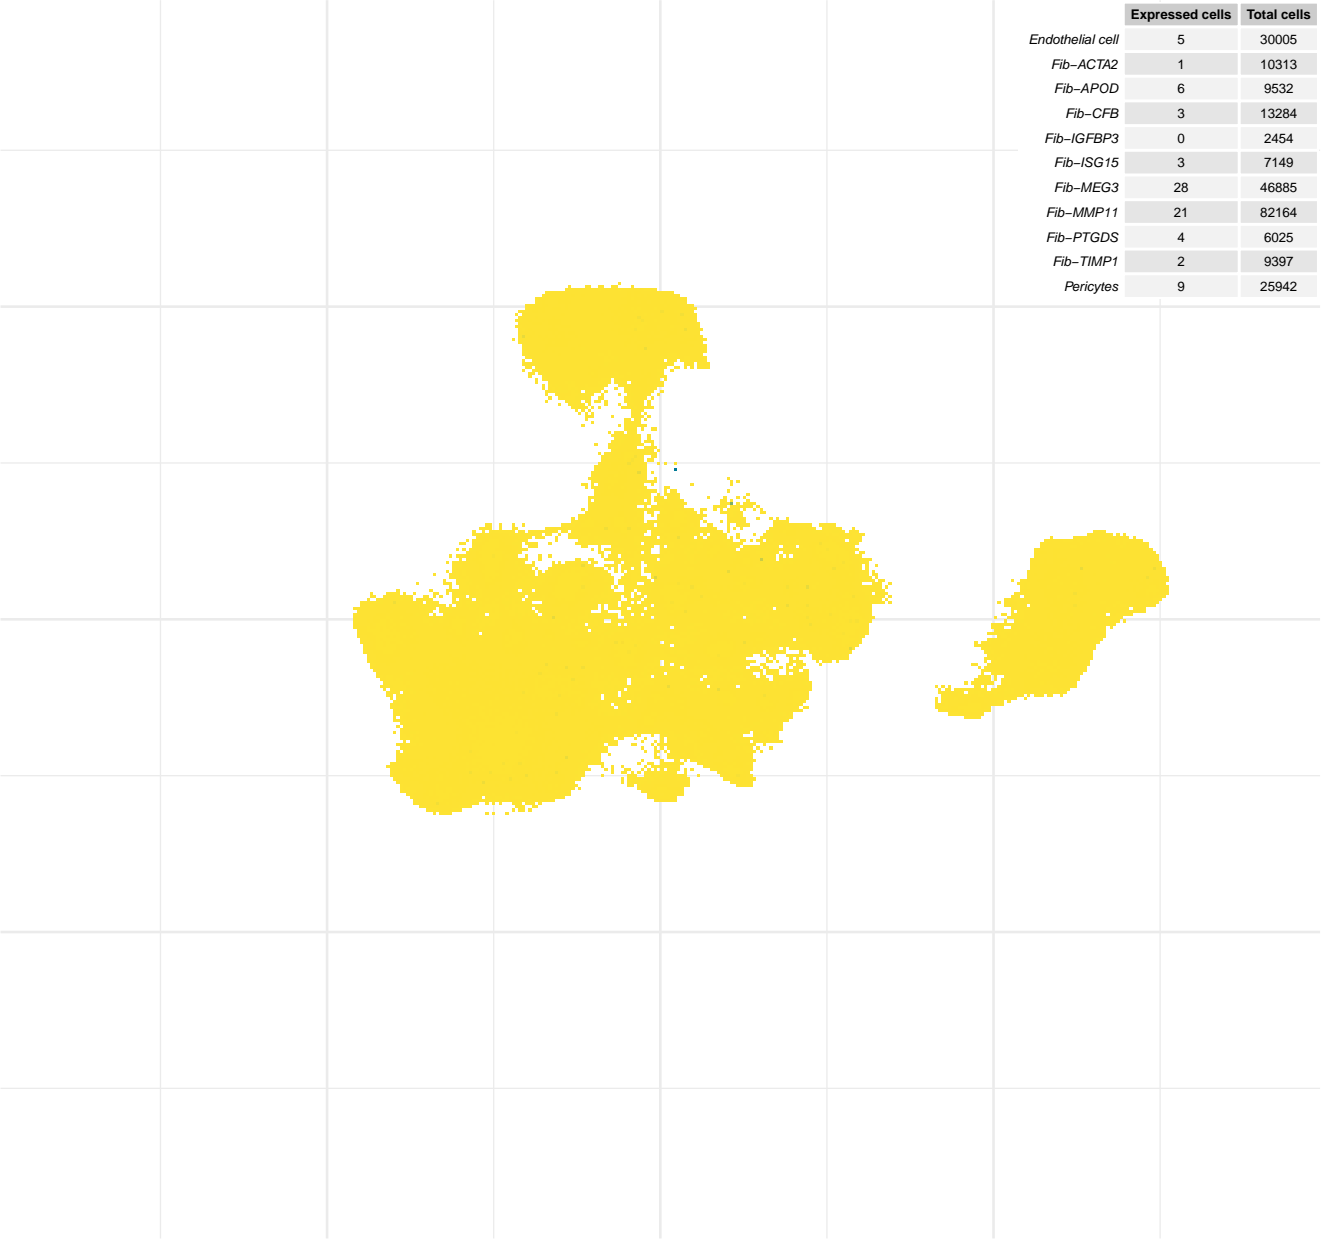 Expressed cells Total cells
Endothelial cell 5 30005
Fib−ACTA2 1 10313
Fib−APOD 6 9532
Fib−CFB 3 13284
Fib−IGFBP3 0 2454
Fib−ISG15 3 7149
Fib−MEG3 28 46885
Fib−MMP11 21 82164
Fib−PTGDS 4 6025
Fib−TIMP1 2 9397
Pericytes 9 25942